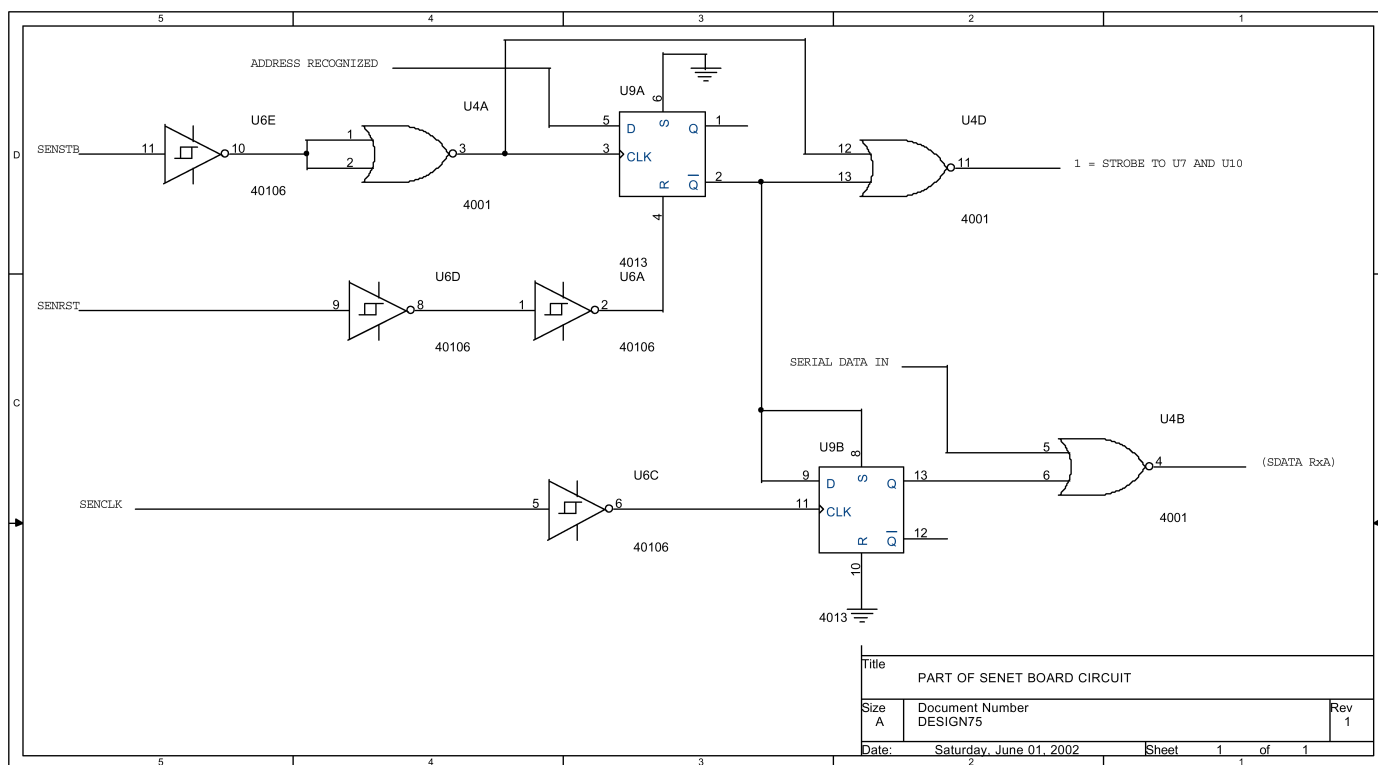 5 4 3 2 1
ADDRESS RECOGNIZED
U9A
U6E U4A U4D
6
D S Q
R Q
CLK
5 1
3 2
4
SENSTB 11 10 1 3 12 11 1 = STROBE TO U7 AND U10
2 13
D
40106 4001 4001
4013
U6D U6A
SENRST 9 8 1 2
40106 40106
SERIAL DATA IN
C
U4B
U9B
8
U6C
5 4 (SDATA RxA)
9 D S Q 13 6
SENCLK 5 6 11 CLK
4001
40106
R Q 12
10
4013
Title
PART OF SENET BOARD CIRCUIT
Size Document Number Rev
A DESIGN75 1
Date: Saturday, June 01, 2002 Sheet 1 of 1
5 4 3 2 1